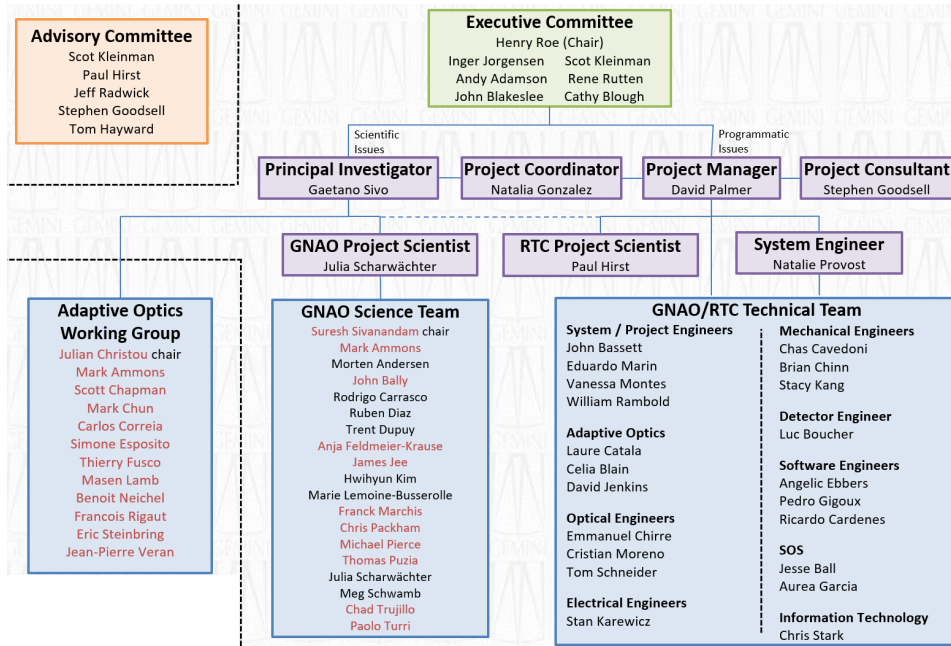 Advisory Committee
Scot Kleinman
Paul Hirst
Jeff Radwick
Stephen Goodsell
Tom Hayward
Executive Committee
Henry Roe (Chair)
Inger Jorgensen Scot Kleinman
Andy Adamson Rene Rutten
John Blakeslee Cathy Blough
Scientific
Issues
Programmatic
Issues
Principal Investigator
Gaetano Sivo
Project Coordinator
Natalia Gonzalez
Project Manager
David Palmer
Project Consultant
Stephen Goodsell
GNAO Project Scientist
Julia Scharwächter
RTC Project Scientist
Paul Hirst
System Engineer
Natalie Provost
Adaptive Optics
Working Group
Julian Christou chair
Mark Ammons
Scott Chapman
Mark Chun
Carlos Correia
Simone Esposito
Thierry Fusco
Masen Lamb
Benoit Neichel
Francois Rigaut
Eric Steinbring
Jean-Pierre Veran
GNAO Science Team
Suresh Sivanandam chair
Mark Ammons
Morten Andersen
John Bally
Rodrigo Carrasco
Ruben Diaz
Trent Dupuy
Anja Feldmeier-Krause
James Jee
Hwihyun Kim
Marie Lemoine-Busserolle
Franck Marchis
Chris Packham
Michael Pierce
Thomas Puzia
Julia Scharwächter
Meg Schwamb
Chad Trujillo
Paolo Turri
GNAO/RTC Technical Team
System / Project Engineers
John Bassett
Eduardo Marin
Vanessa Montes
William Rambold
Adaptive Optics
Laure Catala
Celia Blain
David Jenkins
Optical Engineers
Emmanuel Chirre
Cristian Moreno
Tom Schneider
Electrical Engineers
Stan Karewicz
Mechanical Engineers
Chas Cavedoni
Brian Chinn
Stacy Kang
Detector Engineer
Luc Boucher
Software Engineers
Angelic Ebbers
Pedro Gigoux
Ricardo Cardenes
SOS
Jesse Ball
Aurea Garcia
Information Technology
Chris Stark